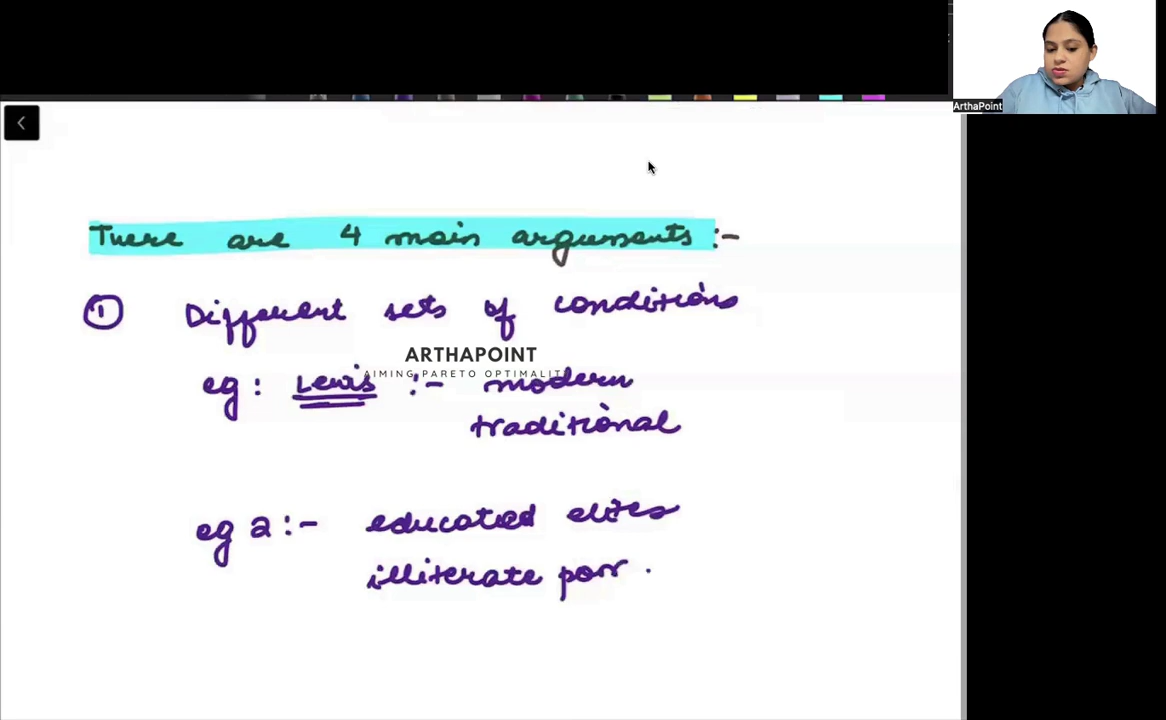 ArthaPoint
There are 4 main arguments :-
① Different sets of conditions
ARTHAPOINT
AIMING PARETO OPTIMALITY
eg : Lewis :- modern
traditional
eg 2 :- educated elites
illiterate poor .